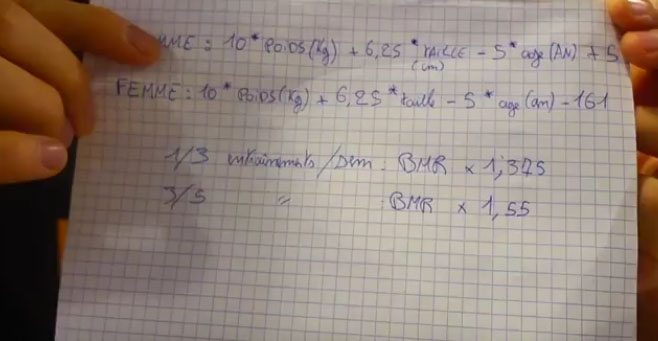 MME : 10* POIDS (Kg) + 6,25 * TAILLE - 5* age (AN) + 5
(cm)
FEMME : 10* POIDS (Kg) + 6,25 * taille - 5* age (an) - 161
1/3 entrainements / sem : BMR x 1,375
3/5 " : BMR x 1,55